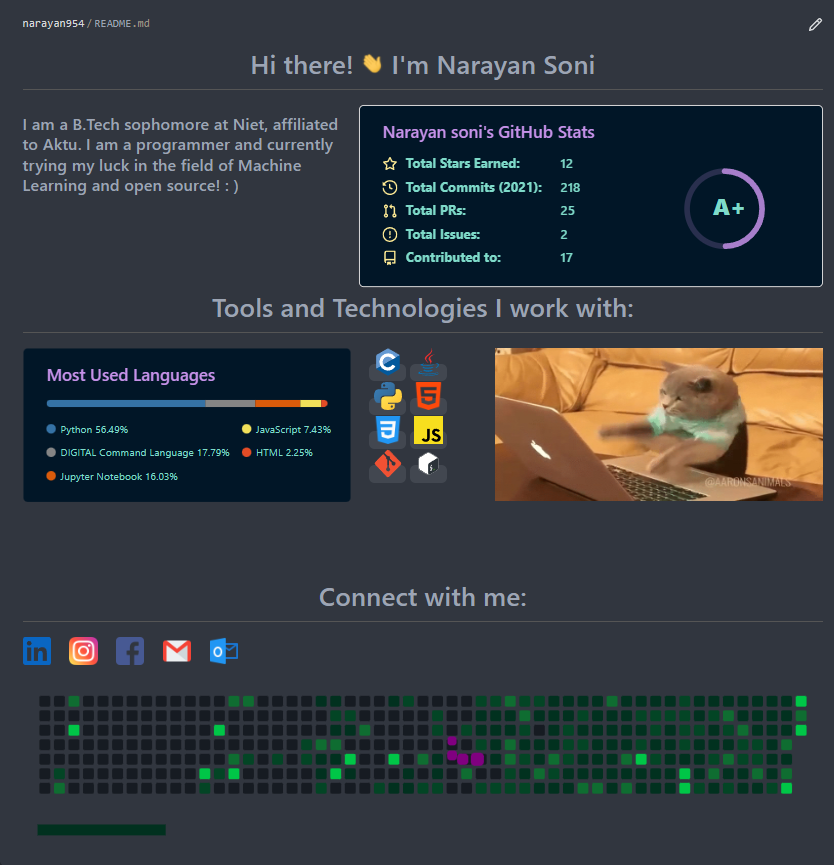 narayan954/README.md
Hi there! 👋 I'm Narayan Soni
I am a B.Tech sophomore at Niet, affiliated
to Aktu. I am a programmer and currently
trying my luck in the field of Machine
Learning and open source! : )
Narayan soni's GitHub Stats
Total Stars Earned: 12
Total Commits (2021): 218
Total PRs: 25
Total Issues: 2
Contributed to: 17
A+
Tools and Technologies I work with:
Most Used Languages
Python 56.49%
JavaScript 7.43%
DIGITAL Command Language 17.79%
HTML 2.25%
Jupyter Notebook 16.03%
C
5
3
JS
$
@AARONSANIMALS
Connect with me:
in
f
M
o